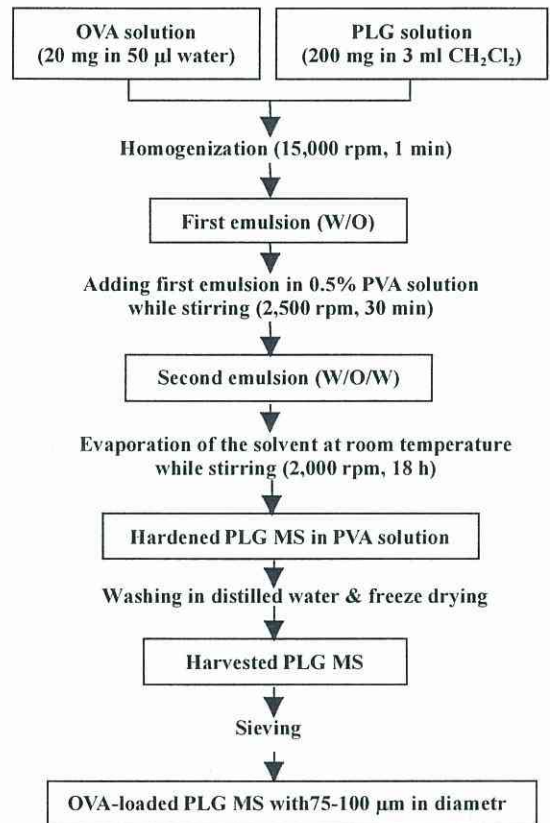 OVA solution
(20 mg in 50 μl water)
PLG solution
(200 mg in 3 ml CH₂Cl₂)
Homogenization (15,000 rpm, 1 min)
First emulsion (W/O)
Adding first emulsion in 0.5% PVA solution
while stirring (2,500 rpm, 30 min)
Second emulsion (W/O/W)
Evaporation of the solvent at room temperature
while stirring (2,000 rpm, 18 h)
Hardened PLG MS in PVA solution
Washing in distilled water & freeze drying
Harvested PLG MS
Sieving
OVA-loaded PLG MS with75-100 μm in diametr